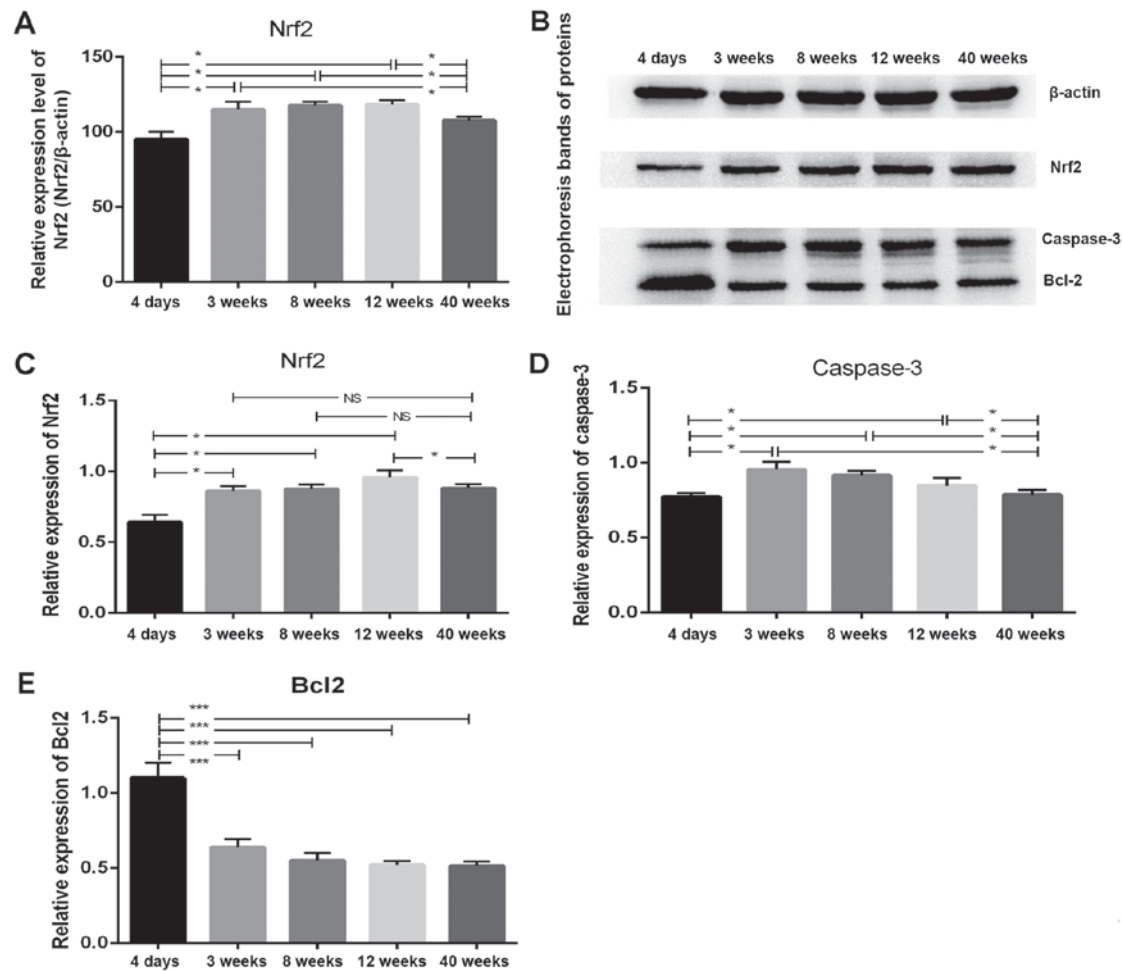 A
Nrf2
Relative expression level of
Nrf2 (Nrf2/β-actin)
150
100
50
0
*
*
*
*
*
*
4 days 3 weeks 8 weeks 12 weeks 40 weeks
B
Electrophoresis bands of proteins
4 days 3 weeks 8 weeks 12 weeks 40 weeks
β-actin
Nrf2
Caspase-3
Bcl-2
C
Nrf2
Relative expression of Nrf2
1.5
1.0
0.5
0.0
NS
NS
*
*
*
*
4 days 3 weeks 8 weeks 12 weeks 40 weeks
D
Caspase-3
Relative expression of caspase-3
1.5
1.0
0.5
0.0
*
*
*
*
*
*
4 days 3 weeks 8 weeks 12 weeks 40 weeks
E
Bcl2
Relative expression of Bcl2
1.5
1.0
0.5
0.0
***
***
***
***
4 days 3 weeks 8 weeks 12 weeks 40 weeks